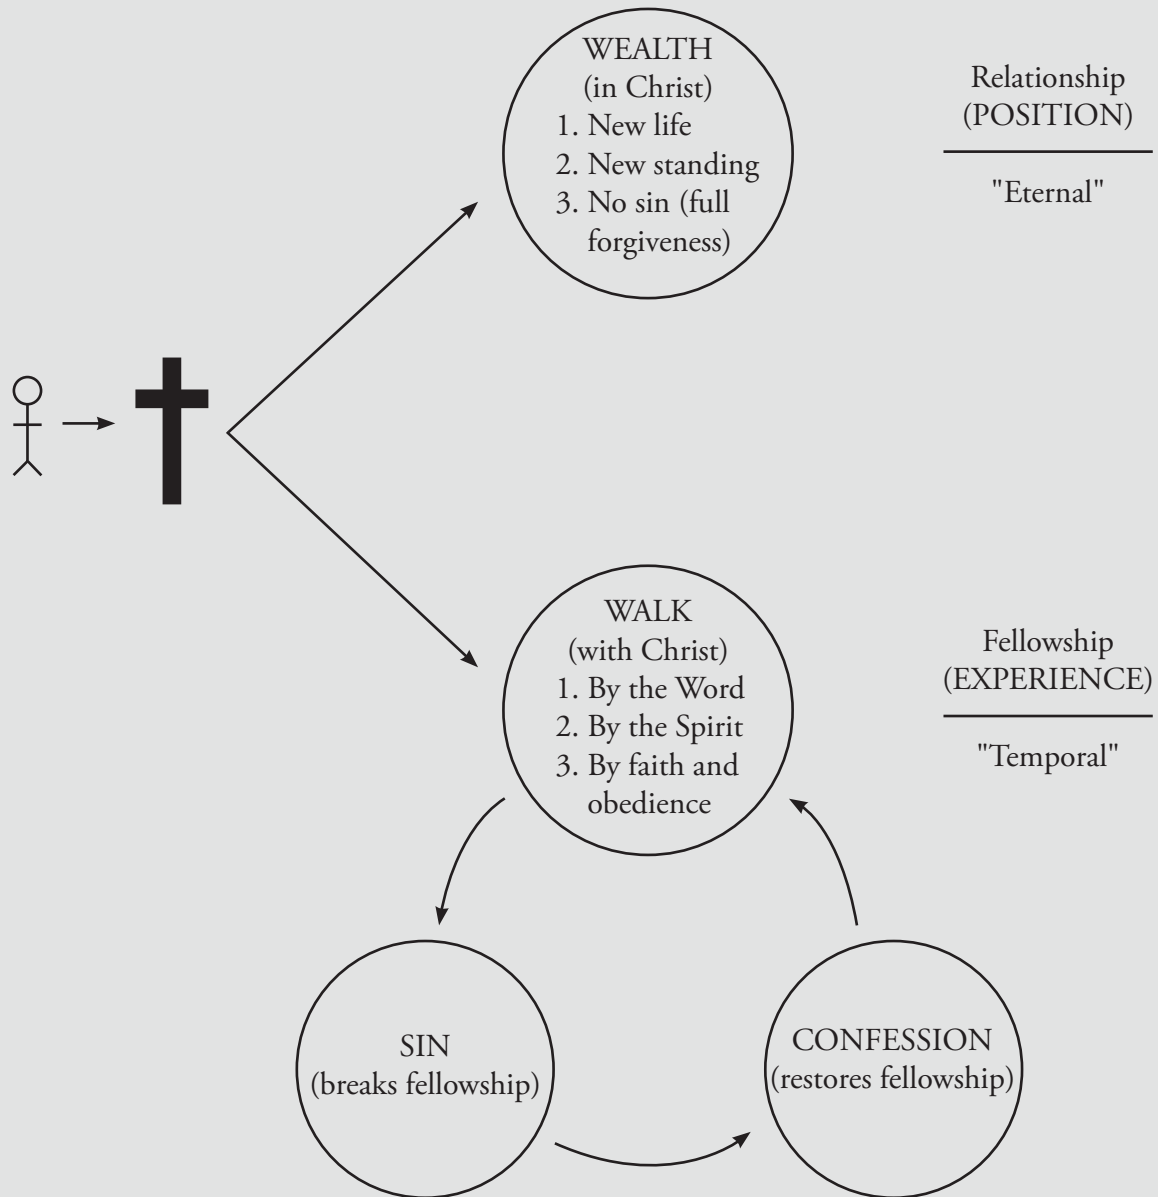 WEALTH
(in Christ)
1. New life
2. New standing
3. No sin (full
forgiveness)
Relationship
(POSITION)
"Eternal"
WALK
(with Christ)
1. By the Word
2. By the Spirit
3. By faith and
obedience
Fellowship
(EXPERIENCE)
"Temporal"
SIN
(breaks fellowship)
CONFESSION
(restores fellowship)